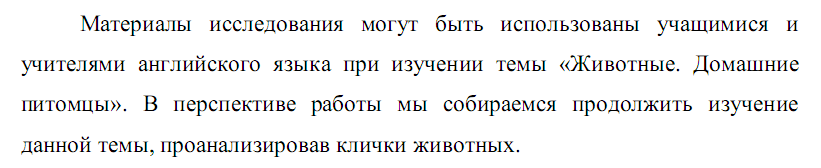 Материалы исследования могут быть использованы учащимися и
учителями английского языка при изучении темы «Животные. Домашние
питомцы». В перспективе работы мы собираемся продолжить изучение
данной темы, проанализировав клички животных.